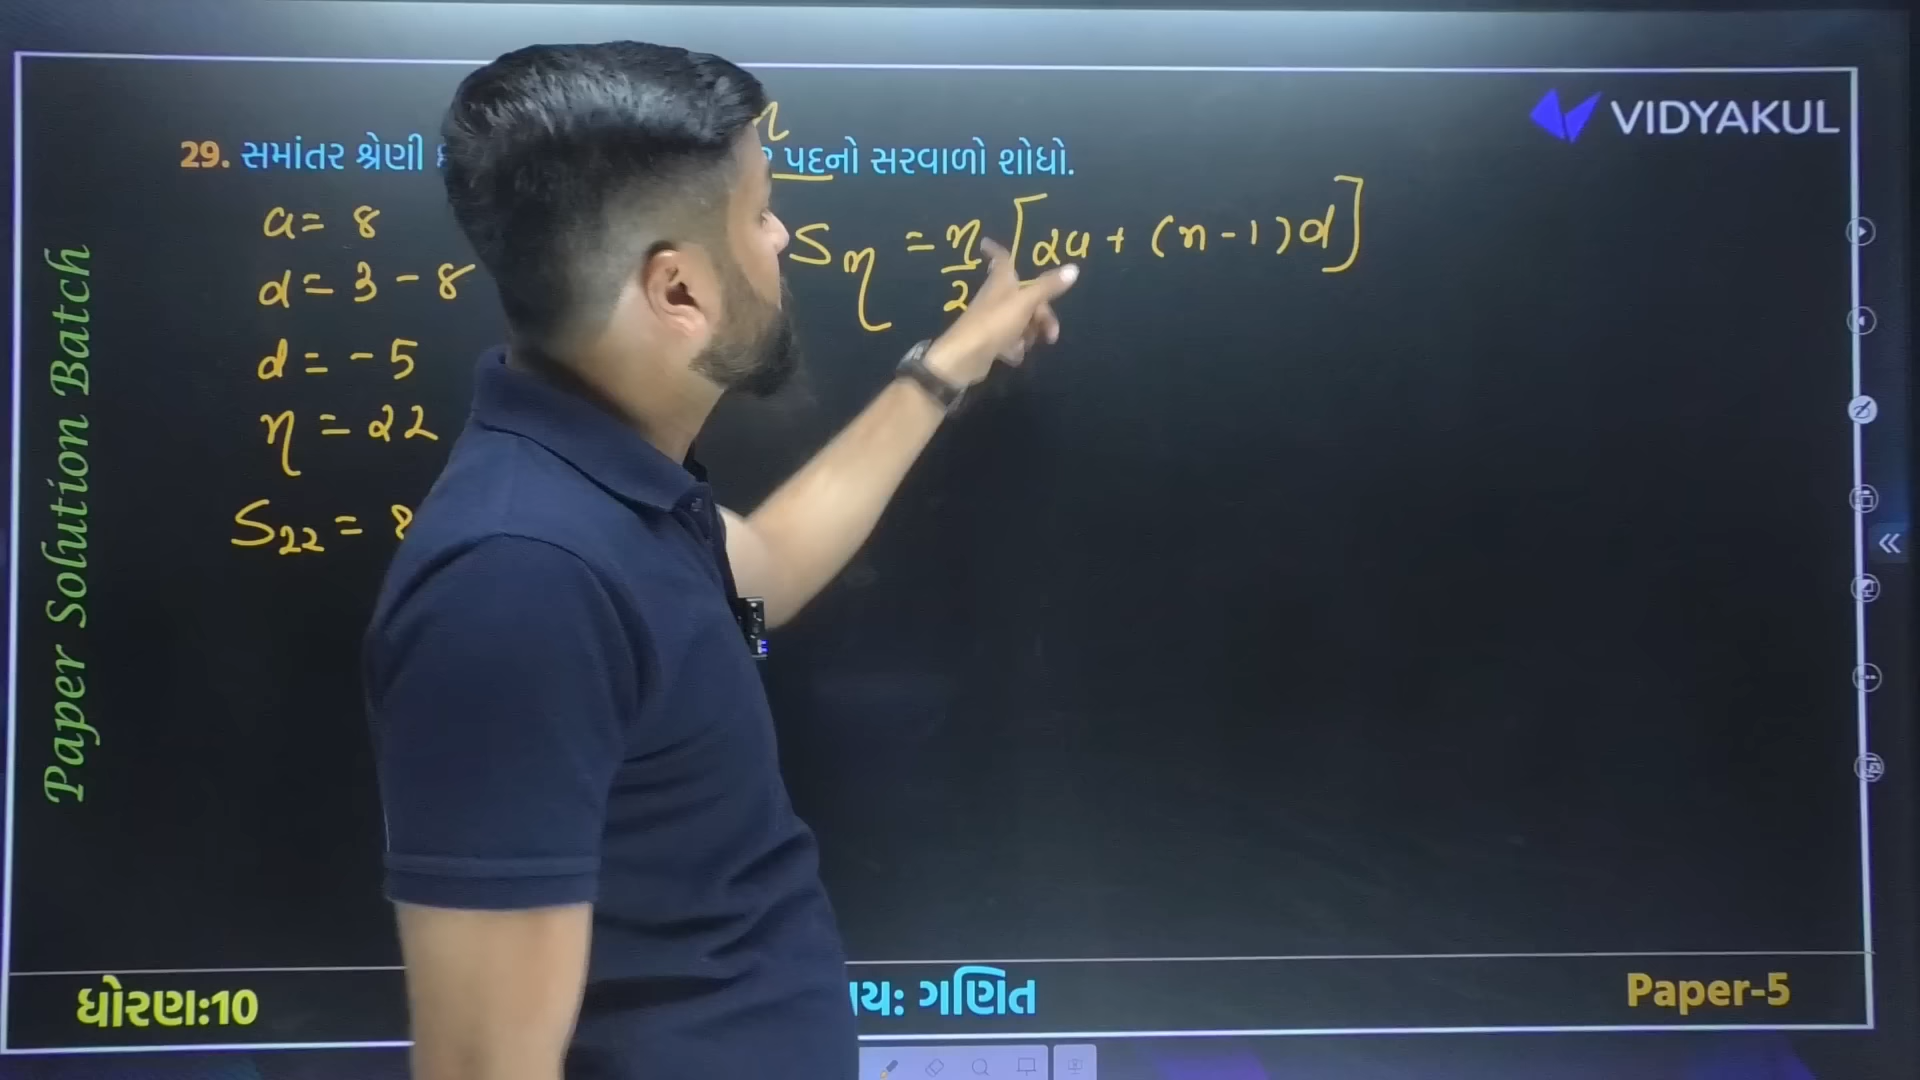 VIDYAKUL
29. સમાંતર શ્રેણી પદનો સરવાળો શોધો.
a = 8
d = 3 - 8
d = - 5
n = 22
S22 = 8
n
Sn = n/2 [2a + (n - 1) d]
Paper Solution Batch
ધોરણ:10
ગણિત
Paper-5